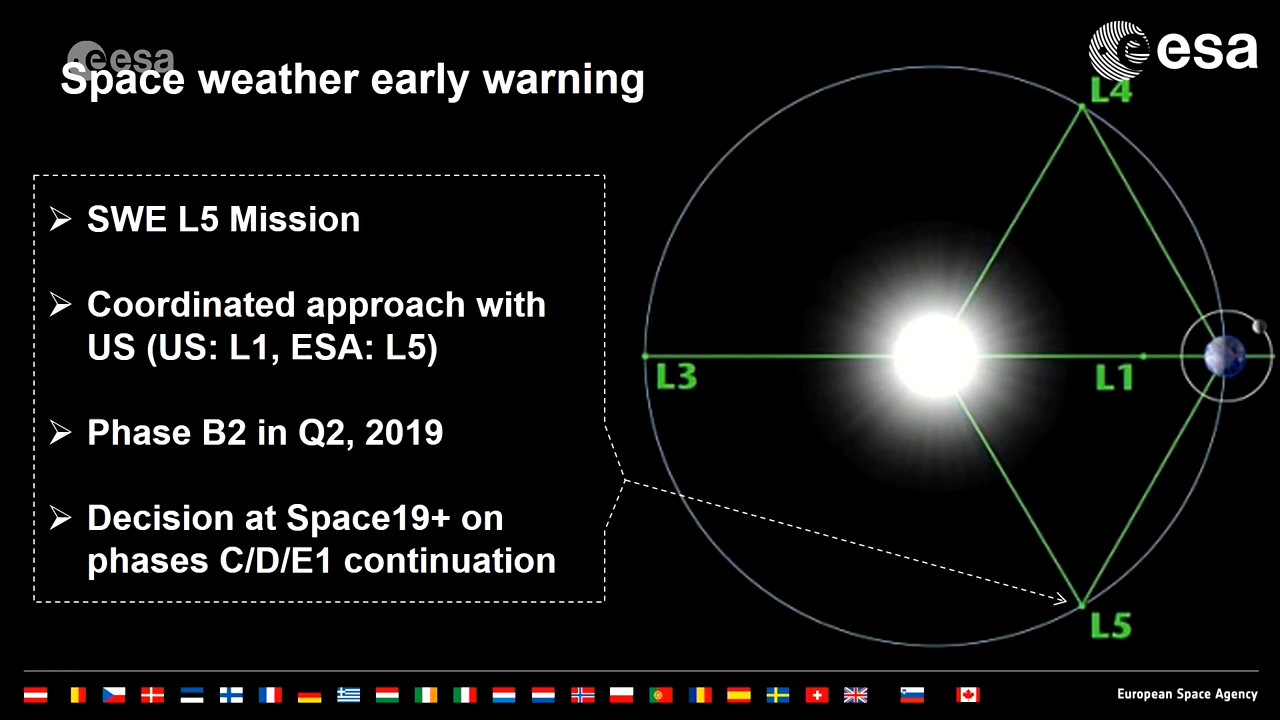 esa
esa
Space weather early warning
L4
➢ SWE L5 Mission
➢ Coordinated approach with
US (US: L1, ESA: L5)
➢ Phase B2 in Q2, 2019
➢ Decision at Space19+ on
phases C/D/E1 continuation
L3
L1
L5
European Space Agency